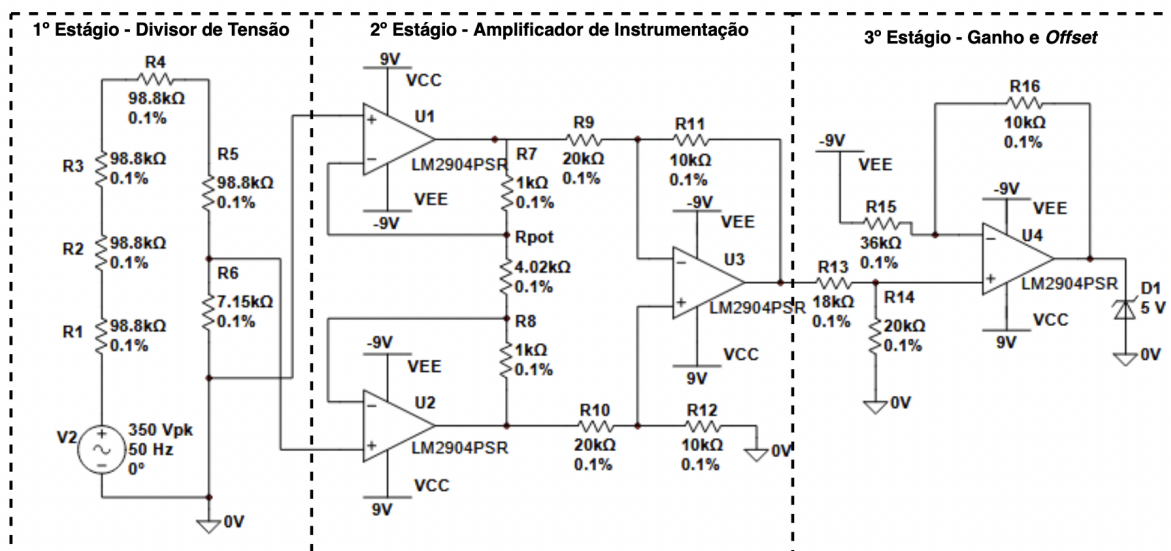 1º Estágio - Divisor de Tensão
R4
98.8kΩ
0.1%
R3
98.8kΩ
0.1%
R5
98.8kΩ
0.1%
R2
98.8kΩ
0.1%
R6
7.15kΩ
0.1%
R1
98.8kΩ
0.1%
V2
350 Vpk
50 Hz
0°
0V
2º Estágio - Amplificador de Instrumentação
9V
VCC
U1
LM2904PSR
VEE
-9V
R7
1kΩ
0.1%
R9
20kΩ
0.1%
R11
10kΩ
0.1%
Rpot
4.02kΩ
0.1%
-9V
VEE
U3
LM2904PSR
VCC
9V
R8
1kΩ
0.1%
-9V
VEE
U2
LM2904PSR
VCC
9V
R10
20kΩ
0.1%
R12
10kΩ
0.1%
0V
3º Estágio - Ganho e Offset
R16
10kΩ
0.1%
-9V
VEE
R15
36kΩ
0.1%
-9V
VEE
U4
LM2904PSR
VCC
9V
R13
18kΩ
0.1%
R14
20kΩ
0.1%
0V
D1
5 V
0V